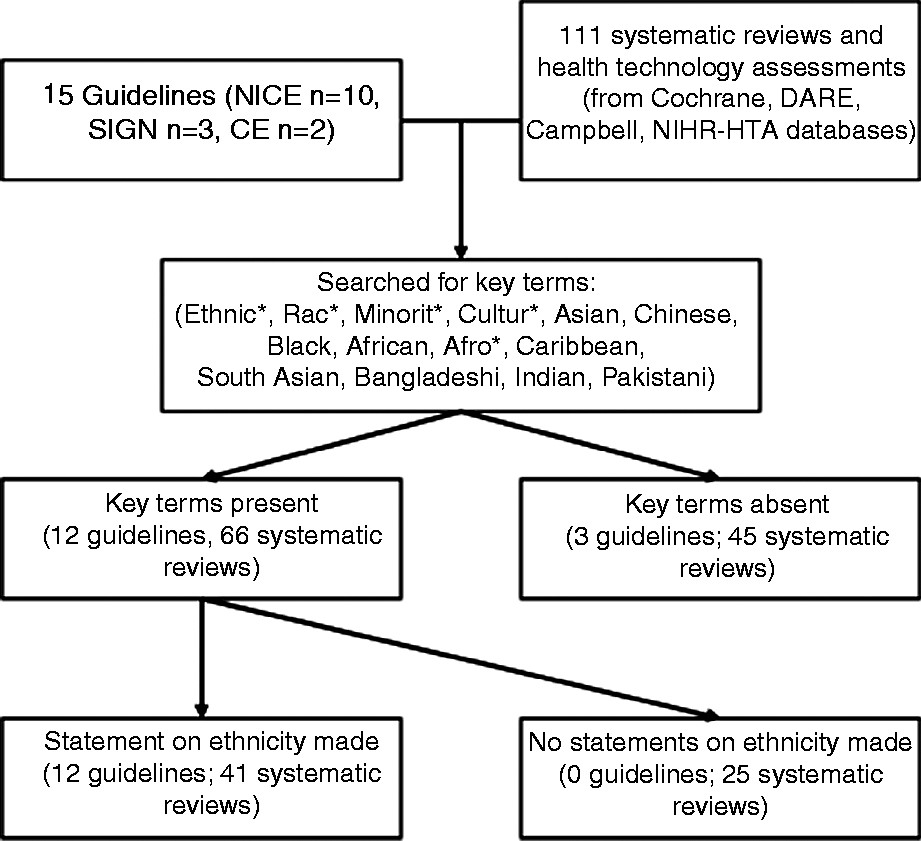 15 Guidelines (NICE n=10,
SIGN n=3, CE n=2)
111 systematic reviews and
health technology assessments
(from Cochrane, DARE,
Campbell, NIHR-HTA databases)
Searched for key terms:
(Ethnic*, Rac*, Minorit*, Cultur*, Asian, Chinese,
Black, African, Afro*, Caribbean,
South Asian, Bangladeshi, Indian, Pakistani)
Key terms present
(12 guidelines, 66 systematic
reviews)
Key terms absent
(3 guidelines; 45 systematic
reviews)
Statement on ethnicity made
(12 guidelines; 41 systematic
reviews)
No statements on ethnicity made
(0 guidelines; 25 systematic
reviews)